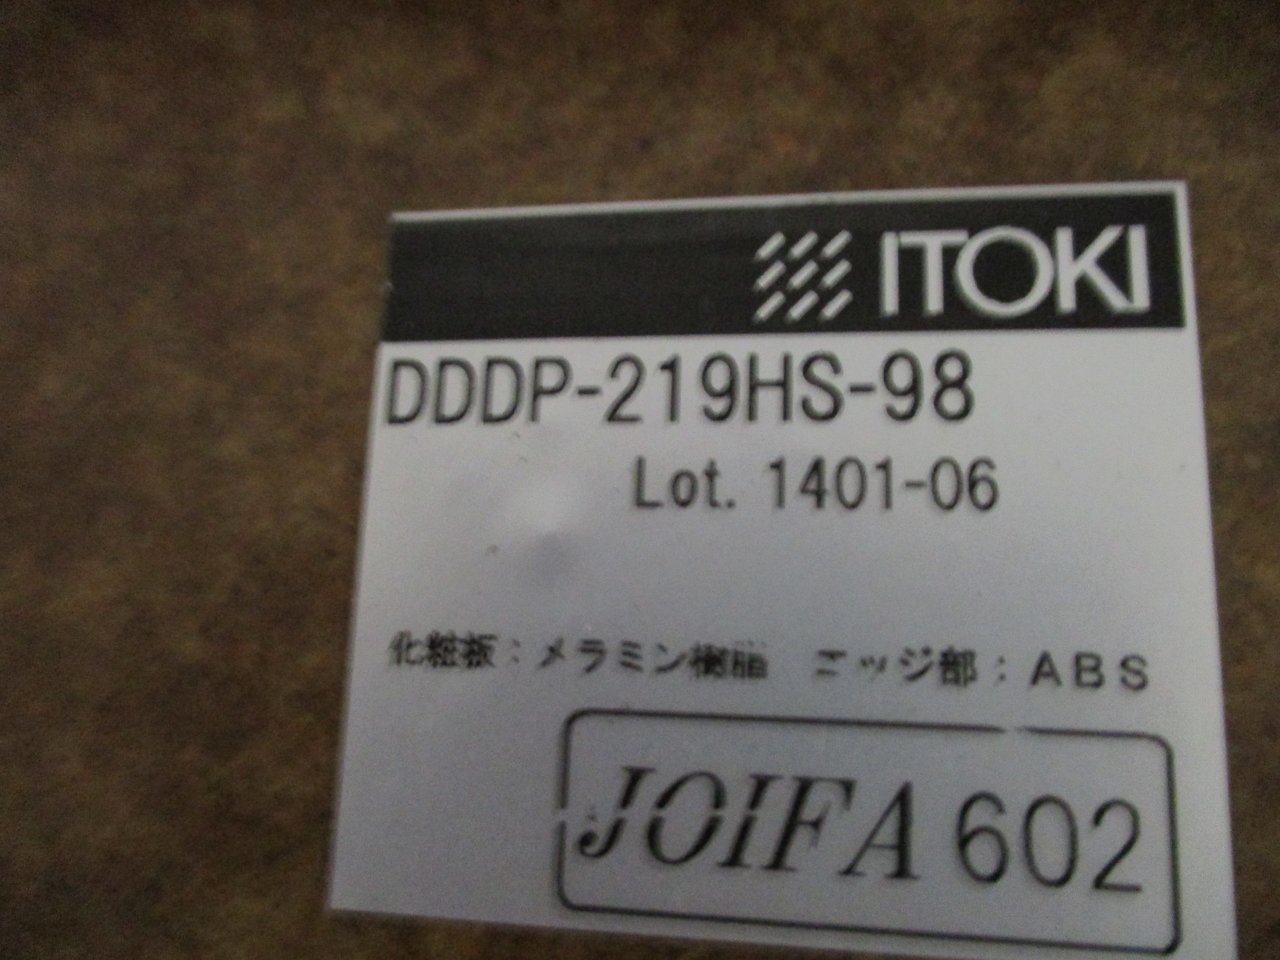 ITOKI
DDDP-219HS-98
Lot. 1401-06
化粧板：メラミン樹脂　エッジ部：ABS
JOIFA 602